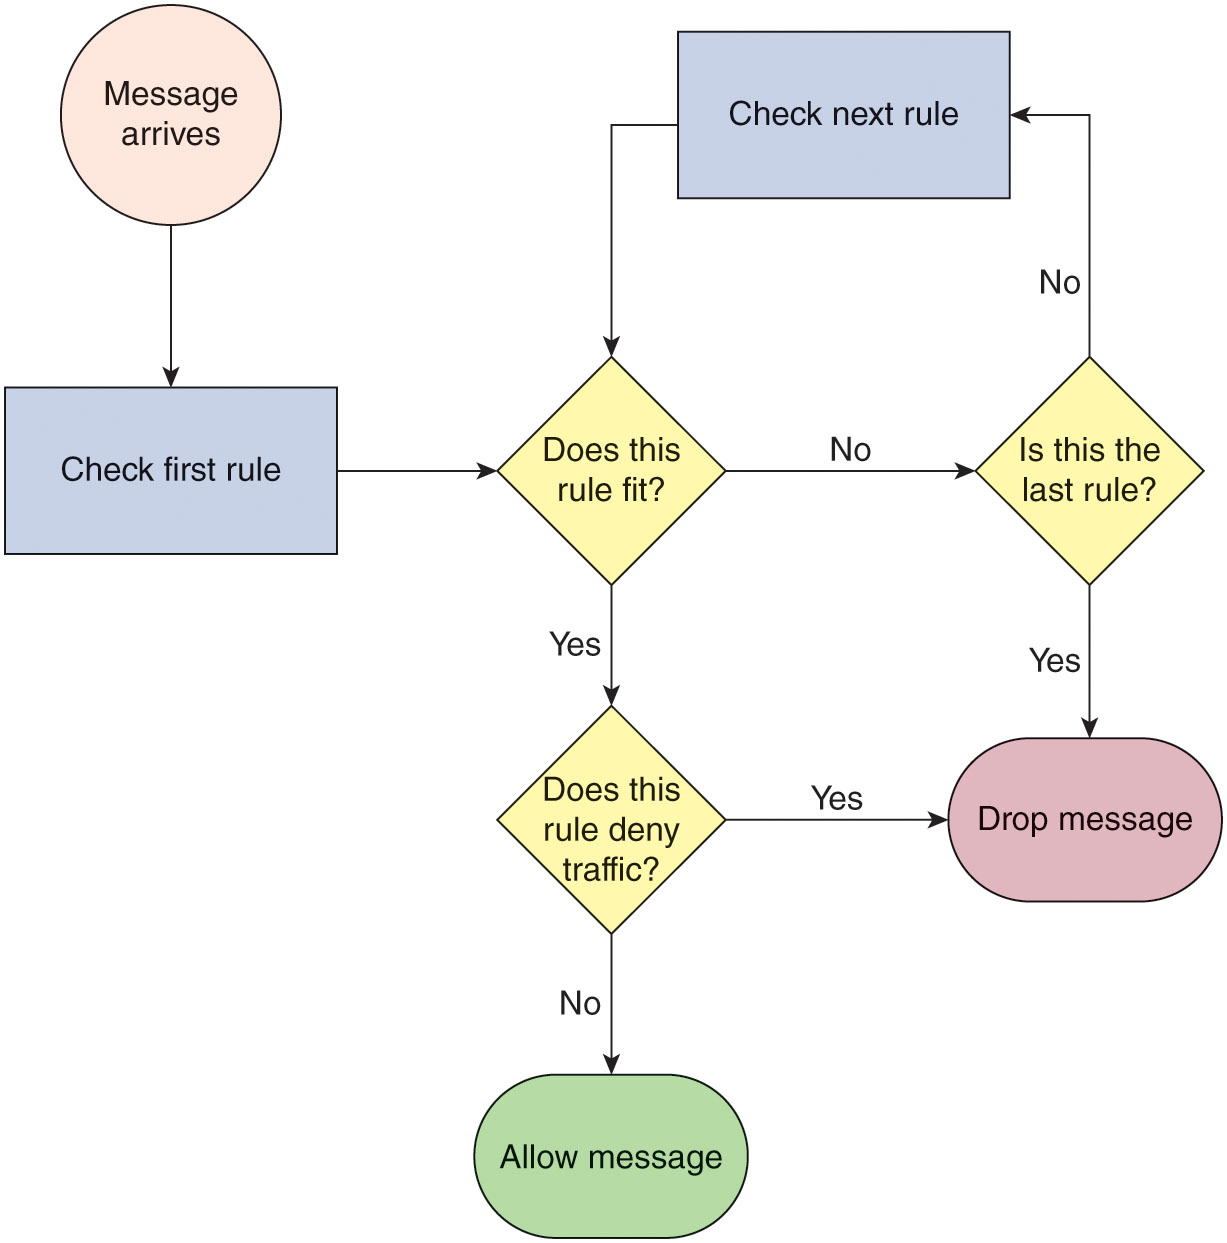 Message
arrives
Check next rule
No
Check first rule
Does this
rule fit?
No
Is this the
last rule?
Yes
Yes
Does this
rule deny
traffic?
Yes
Drop message
No
Allow message